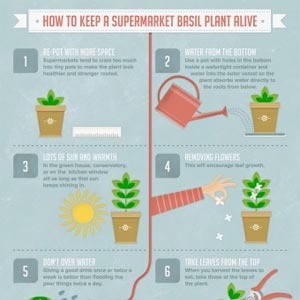 HOW TO KEEP A SUPERMARKET BASIL PLANT ALIVE
1
RE-POT WITH MORE SPACE
Supermarkets tend to cram too much
into tiny pots to make the plant look
healthier and stronger rooted.
2
WATER FROM THE BOTTOM
Use a pot with holes in the bottom
inside a watertight container and
water into the outer vessel so the
plant absorbs water directly to
the roots from below.
3
LOTS OF SUN AND WARMTH
In the green house, conservatory,
or on the kitchen window
sill as long as that sun
keeps shining in.
4
REMOVING FLOWERS
This will encourage leaf growth.
5
DON'T OVER WATER
Giving a good drink once or twice a
week is better than flooding the
poor things twice a day.
6
TAKE LEAVES FROM THE TOP
When you harvest the leaves to
eat, take those at the top of
the plant.